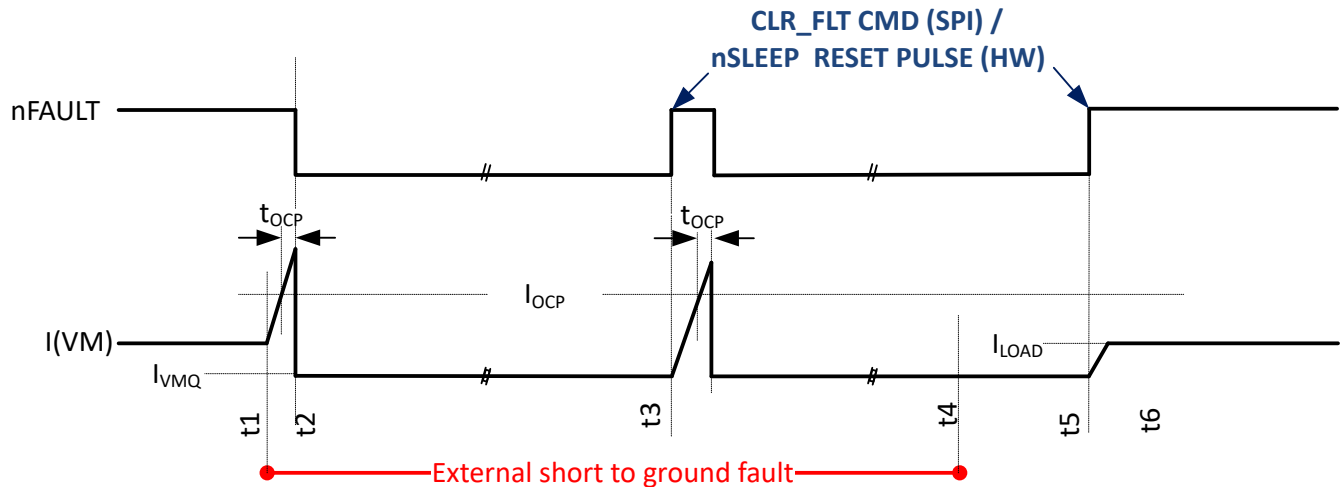 CLR_FLT CMD (SPI) /
nSLEEP RESET PULSE (HW)
nFAULT
tOCP
tOCP
IOCP
I(VM)
ILOAD
IVMQ
t1
t2
t3
t4
t5
t6
External short to ground fault